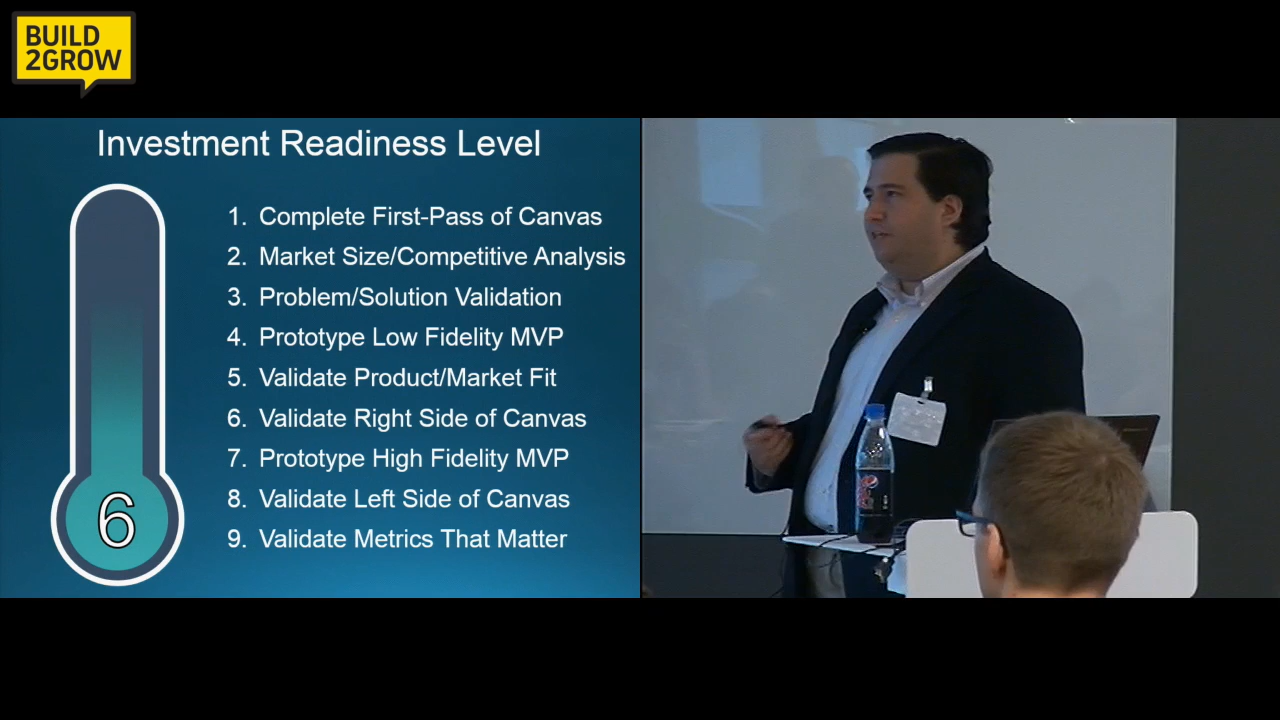 BUILD
2GROW
Investment Readiness Level
1. Complete First-Pass of Canvas
2. Market Size/Competitive Analysis
3. Problem/Solution Validation
4. Prototype Low Fidelity MVP
5. Validate Product/Market Fit
6. Validate Right Side of Canvas
7. Prototype High Fidelity MVP
8. Validate Left Side of Canvas
9. Validate Metrics That Matter
6